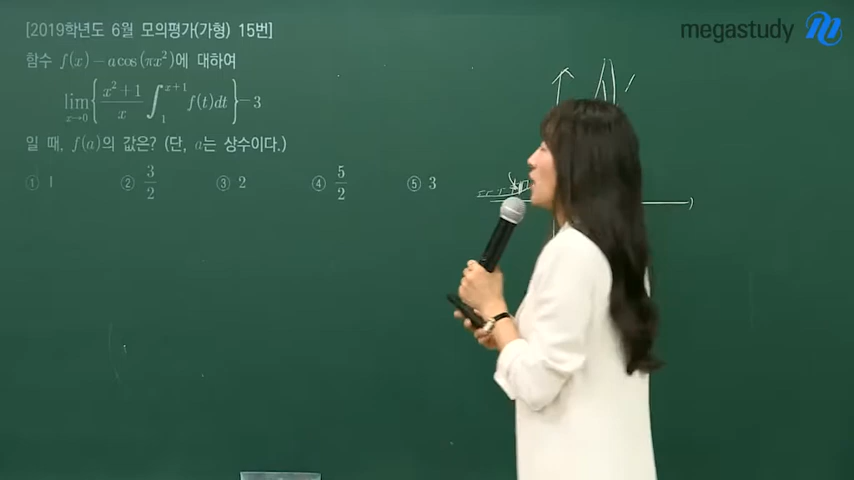 [2019학년도 6월 모의평가(가형) 15번]
megastudy
함수 f(x) = a cos(πx²)에 대하여
lim_{x→0} { (x²+1)/x ∫_1^{x+1} f(t)dt } = 3
일 때, f(a)의 값은? (단, a는 상수이다.)
① 1 ② 3/2 ③ 2 ④ 5/2 ⑤ 3